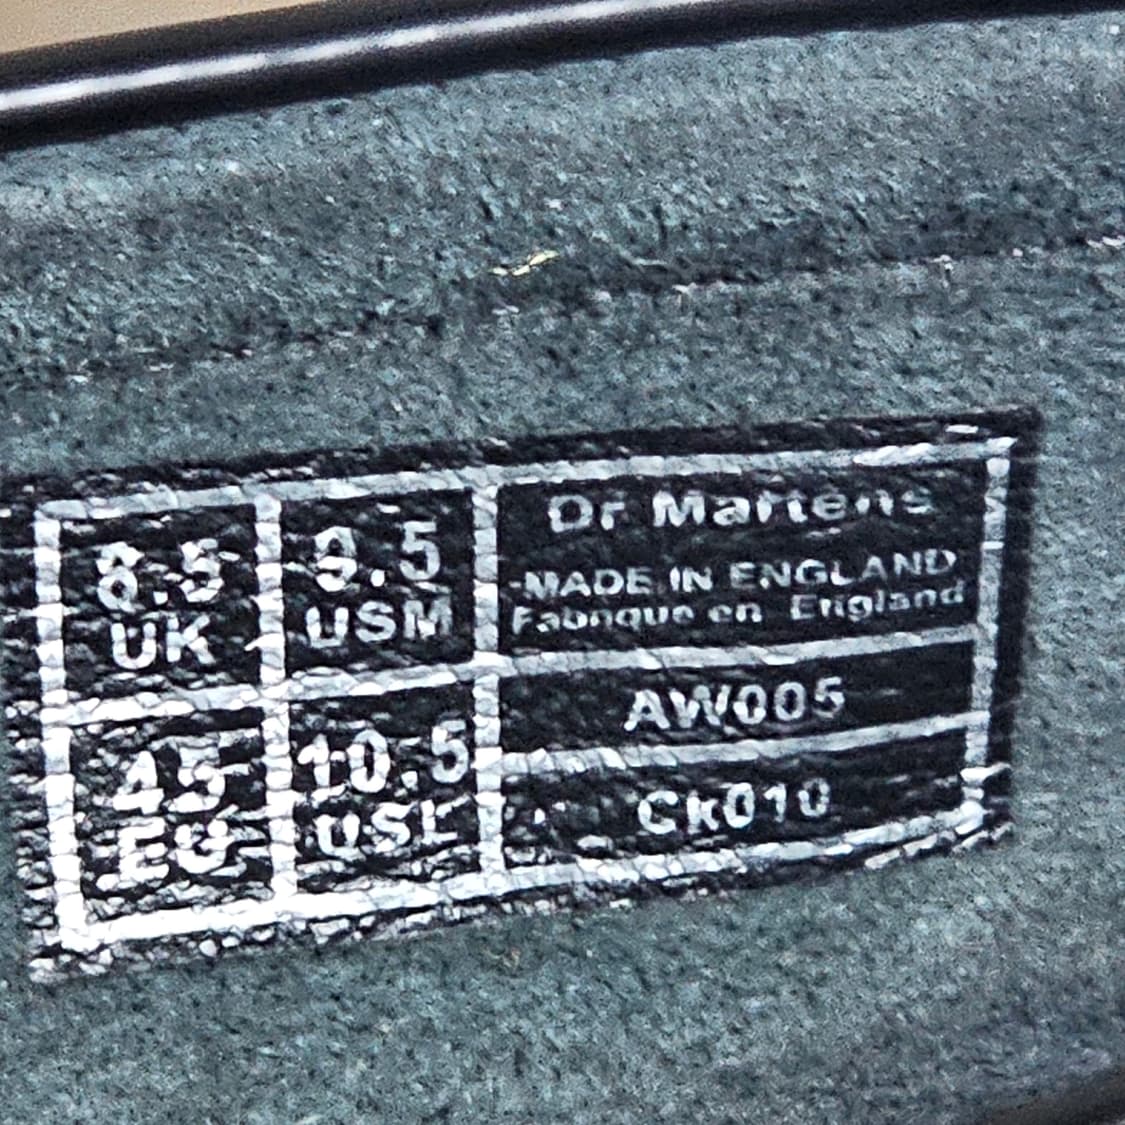 8.5
UK
9.5
USM
45
EU
10.5
USL
Dr Martens
MADE IN ENGLAND
Fabrique en England
AW005
CK010